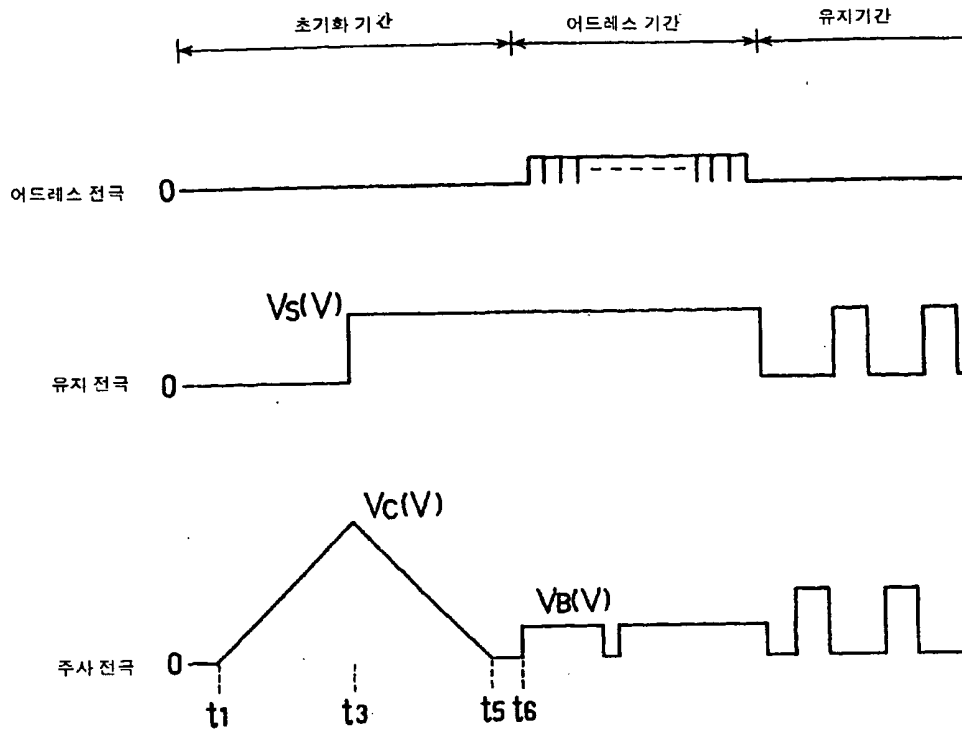 초기화 기간
어드레스 기간
유지기간
어드레스 전극
0
Vs(V)
유지 전극
0
Vc(V)
VB(V)
주사 전극
0
t1
t3
t5
t6